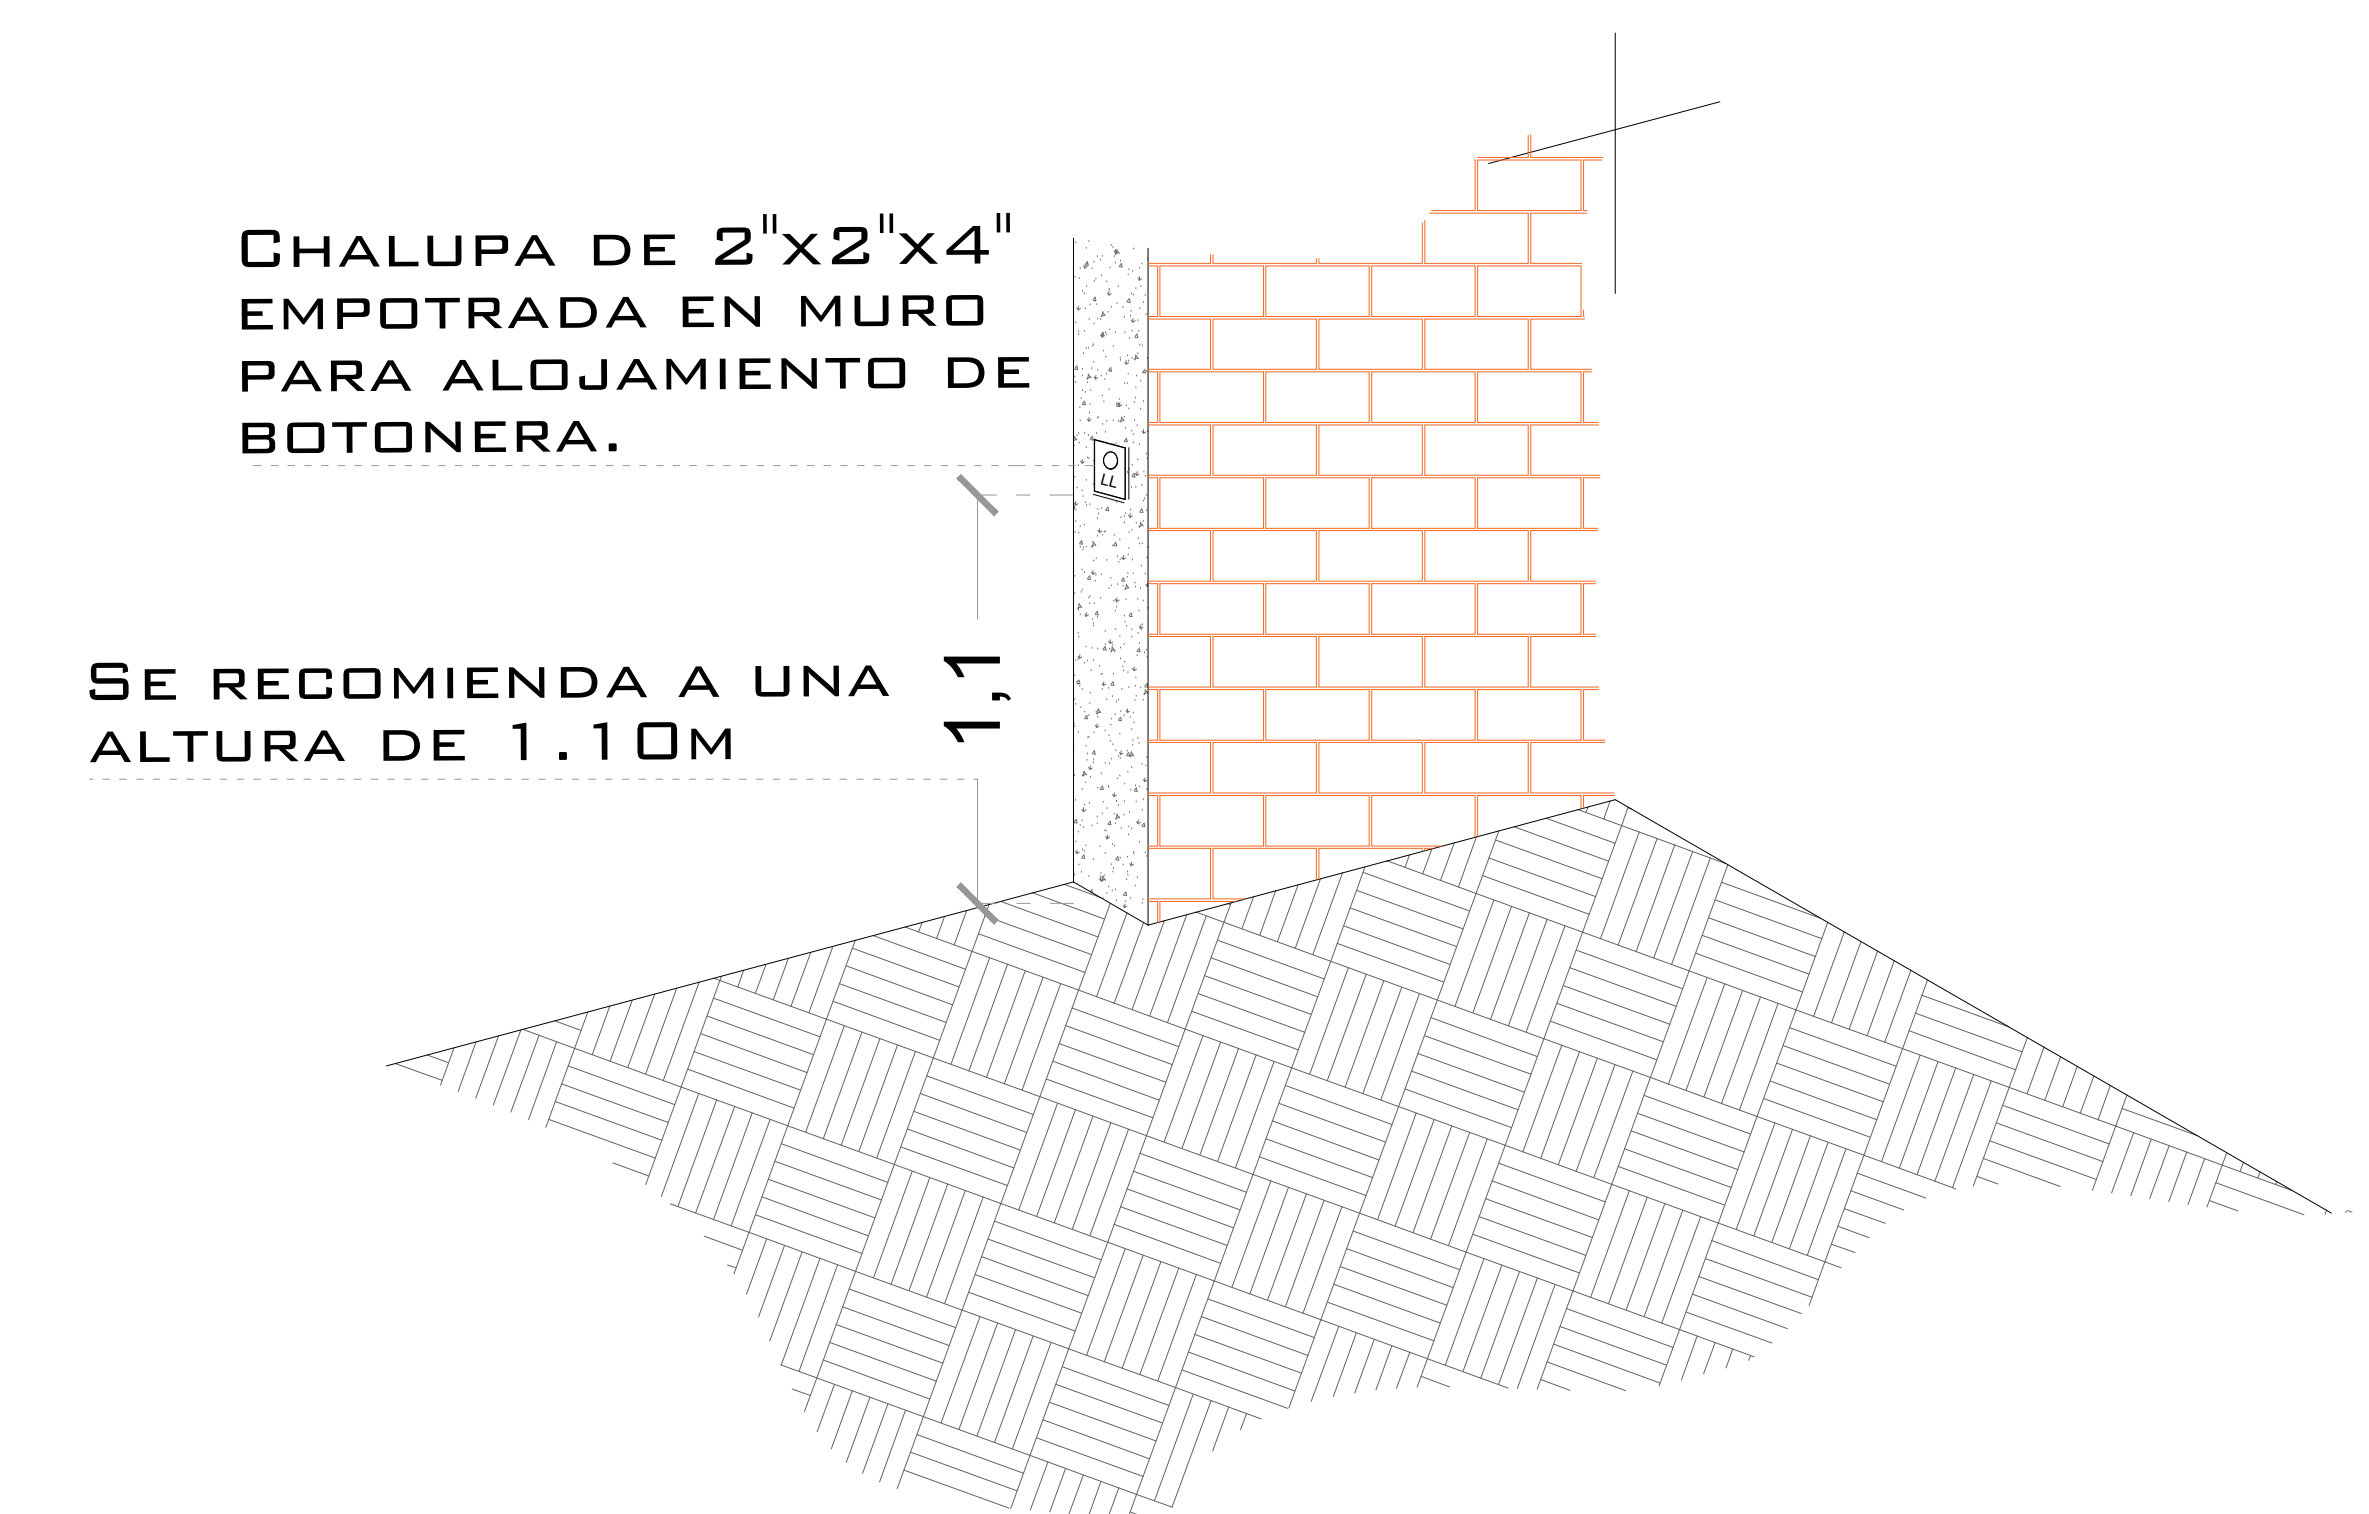 Chalupa de 2"x2"x4"
empotrada en muro
para alojamiento de
botonera.
Se recomienda a una
altura de 1.10m
1,1